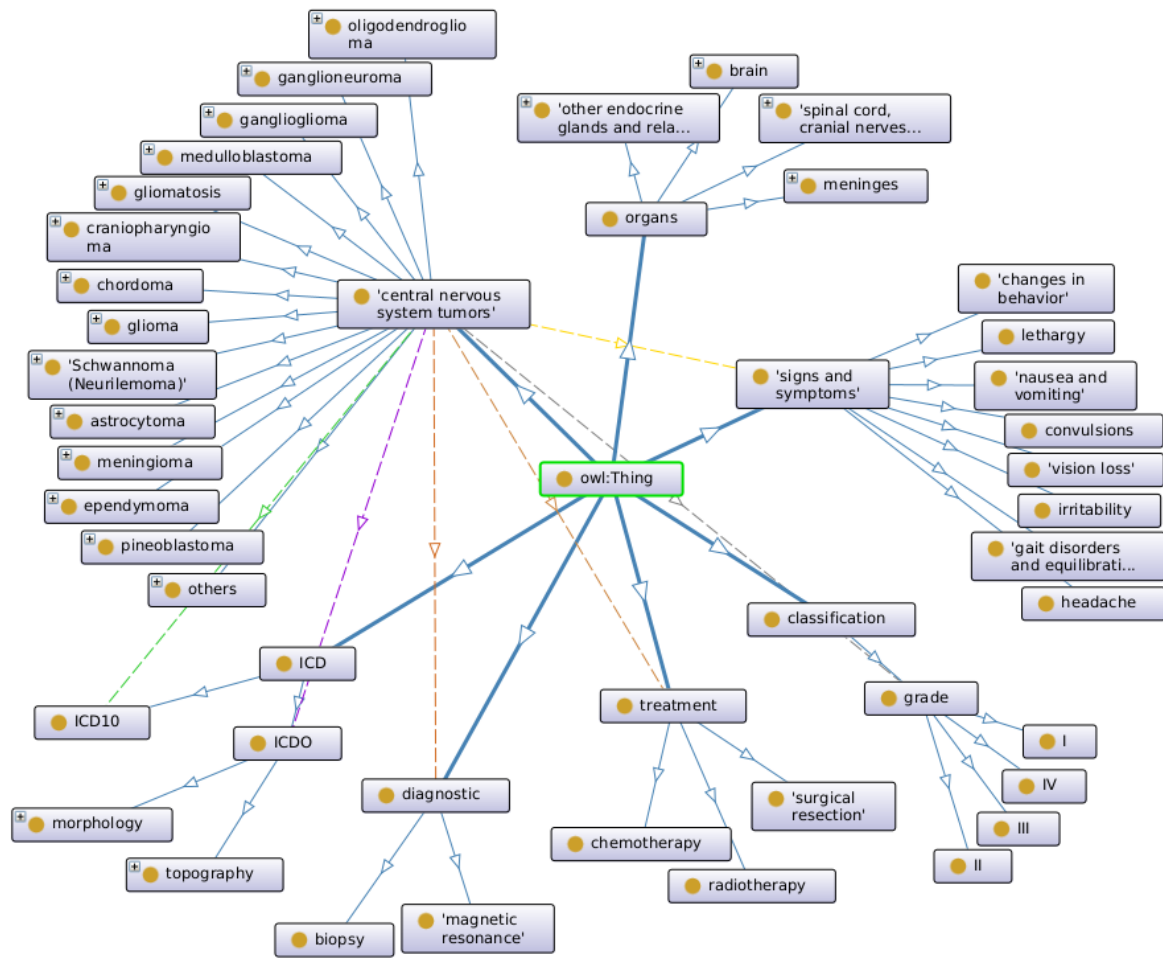 oligodendroglio
ma
ganglioneuroma
ganglioglioma
medulloblastoma
gliomatosis
craniopharyngio
ma
chordoma
glioma
'Schwannoma
(Neurilemoma)'
astrocytoma
meningioma
ependymoma
pineoblastoma
others
'central nervous
system tumors'
brain
'other endocrine
glands and rela...
'spinal cord,
cranial nerves...
meninges
organs
'changes in
behavior'
lethargy
'nausea and
vomiting'
convulsions
'vision loss'
irritability
'gait disorders
and equilibrati...
headache
'signs and
symptoms'
owl:Thing
classification
grade
I
IV
III
II
treatment
'surgical
resection'
chemotherapy
radiotherapy
ICD
ICD10
ICDO
morphology
topography
diagnostic
biopsy
'magnetic
resonance'